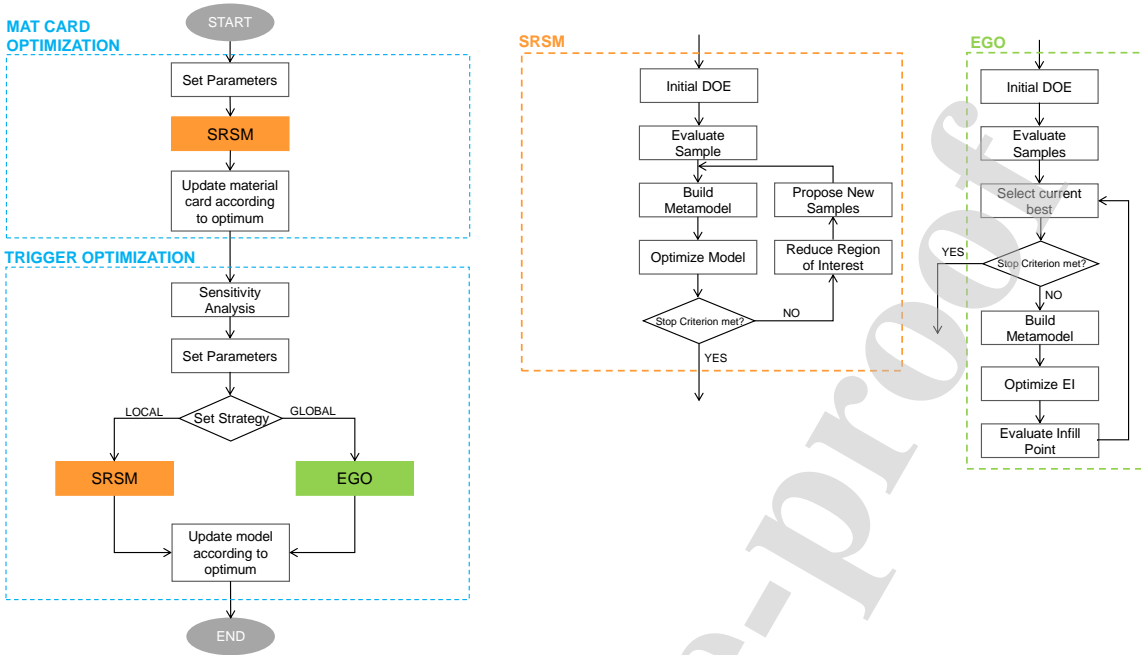 START
MAT CARD
OPTIMIZATION
Set Parameters
SRSM
Update material
card according
to optimum
TRIGGER OPTIMIZATION
Sensitivity
Analysis
Set Parameters
LOCAL
Set Strategy
GLOBAL
SRSM
EGO
Update model
according to
optimum
END
SRSM
Initial DOE
Evaluate
Sample
Build
Metamodel
Propose New
Samples
Optimize Model
Reduce Region
of Interest
Stop Criterion met?
NO
YES
EGO
Initial DOE
Evaluate
Samples
Select current
best
YES
Stop Criterion met?
NO
Build
Metamodel
Optimize EI
Evaluate Infill
Point
e-proof